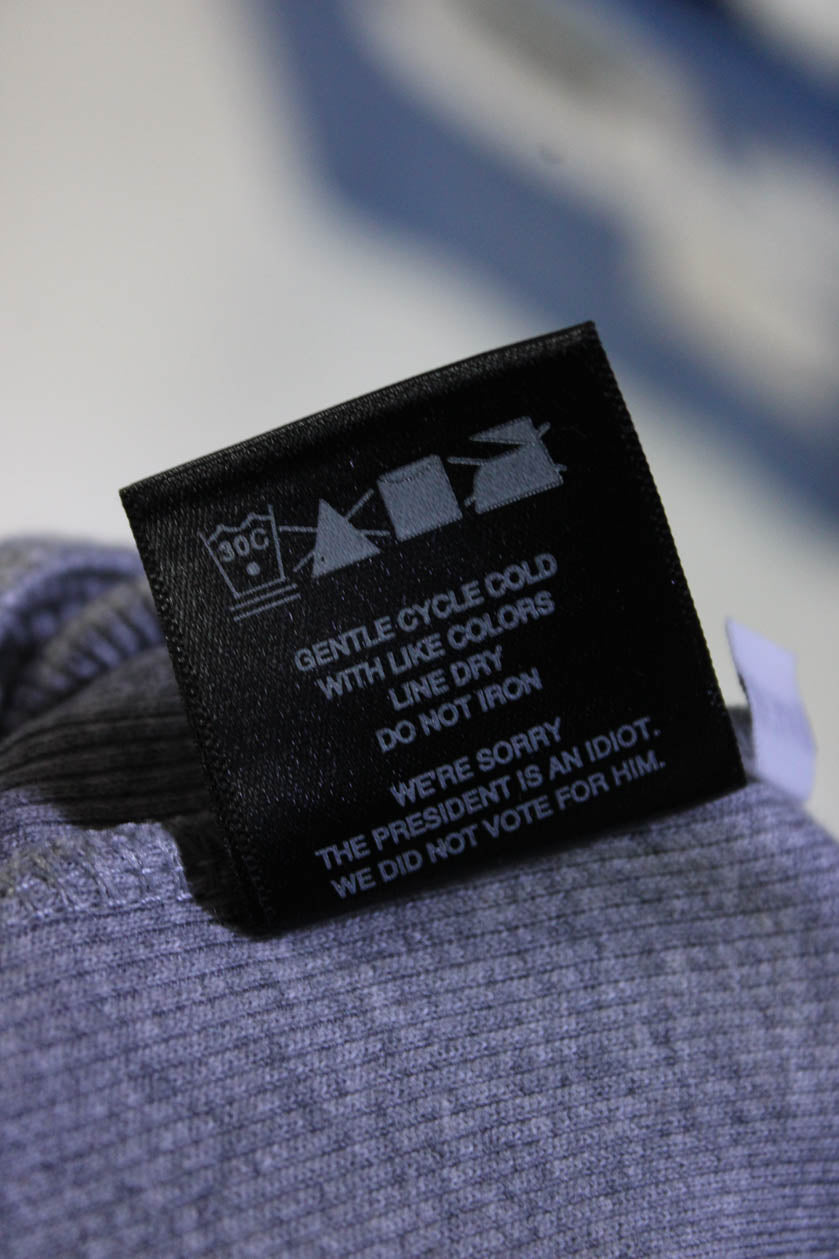 30C
GENTLE CYCLE COLD
WITH LIKE COLORS
LINE DRY
DO NOT IRON
WE'RE SORRY
THE PRESIDENT IS AN IDIOT.
WE DID NOT VOTE FOR HIM.